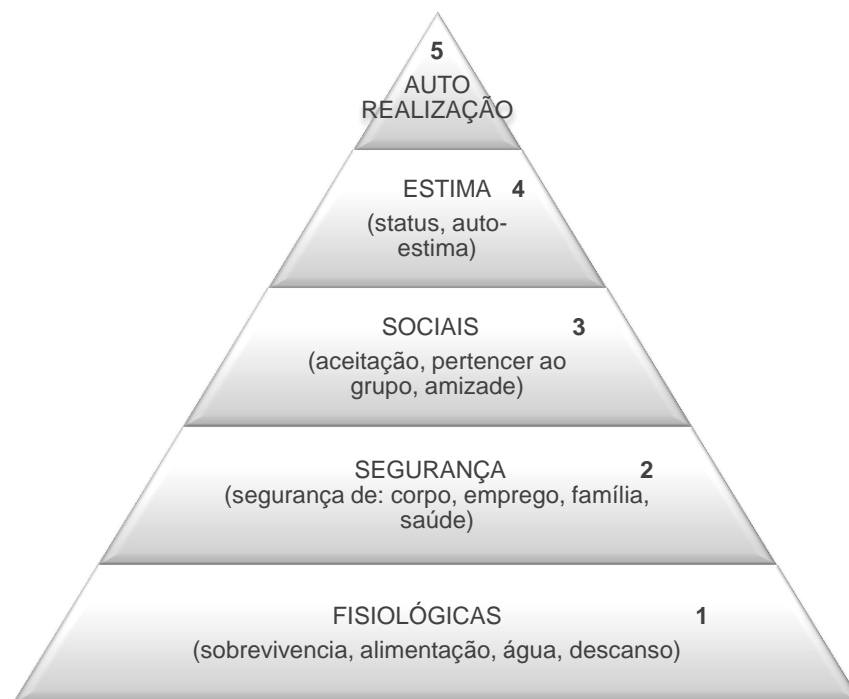 5
AUTO
REALIZAÇÃO
ESTIMA 4
(status, auto-
estima)
SOCIAIS 3
(aceitação, pertencer ao
grupo, amizade)
SEGURANÇA 2
(segurança de: corpo, emprego, família,
saúde)
FISIOLÓGICAS 1
(sobrevivencia, alimentação, água, descanso)